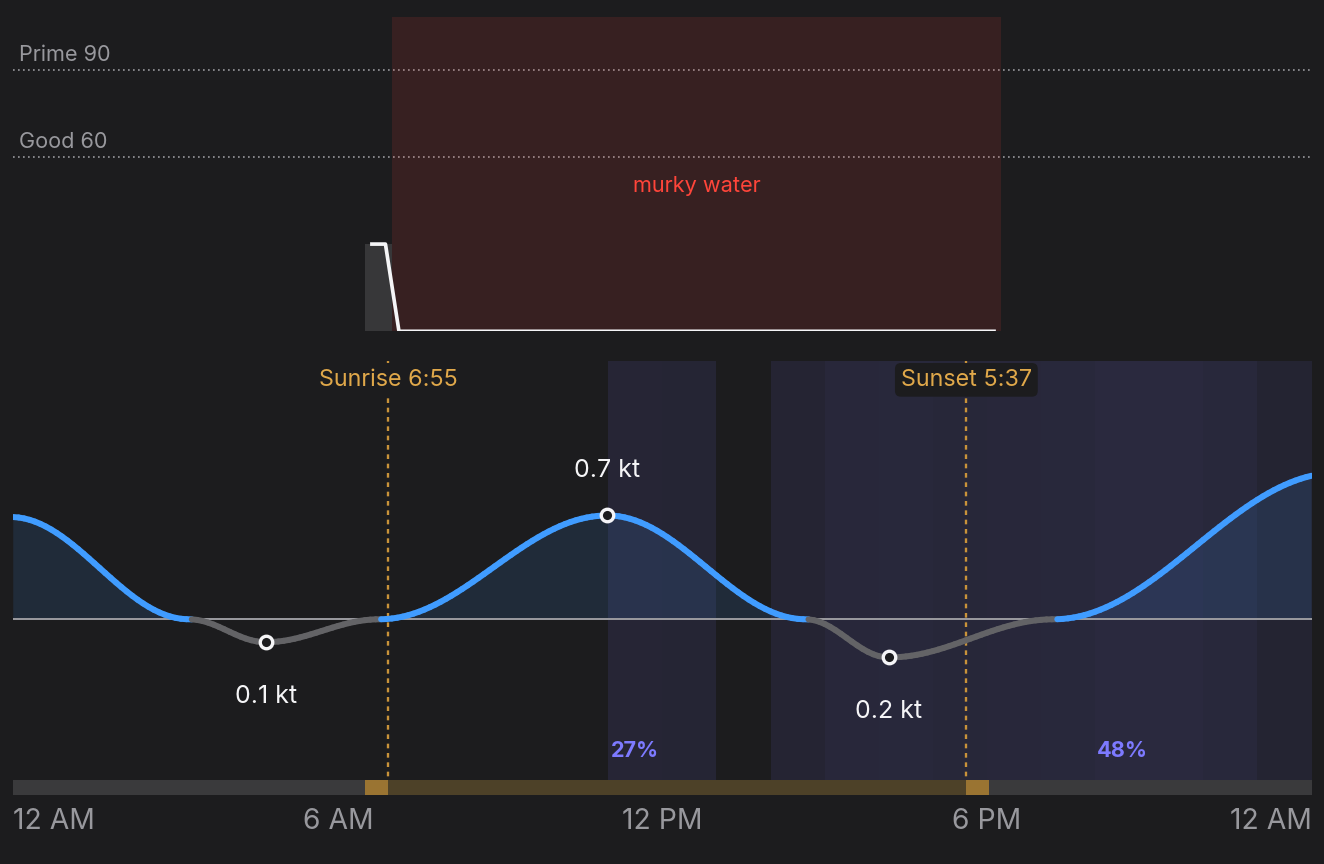 Prime 90
Good 60
murky water
Sunrise 6:55
Sunset 5:37
0.7 kt
0.1 kt
0.2 kt
27%
48%
12 AM
6 AM
12 PM
6 PM
12 AM